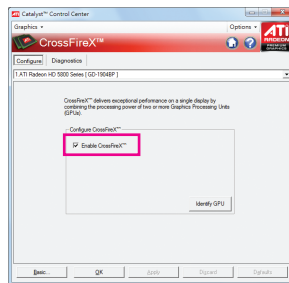 Catalyst™ Control Center
Graphics
Options
ATI
RADEON
PREMIUM
GRAPHICS
CrossFireX™
Configure
Diagnostics
1.ATI Radeon HD 5800 Series [ GD-1904BP ]
CrossFireX™ delivers exceptional performance on a single display by
combining the processing power of two or more Graphics Processing Units
(GPUs).
Configure CrossFireX™
Enable CrossFireX™
Identify GPU
Basic...
OK
Apply
Discard
Defaults